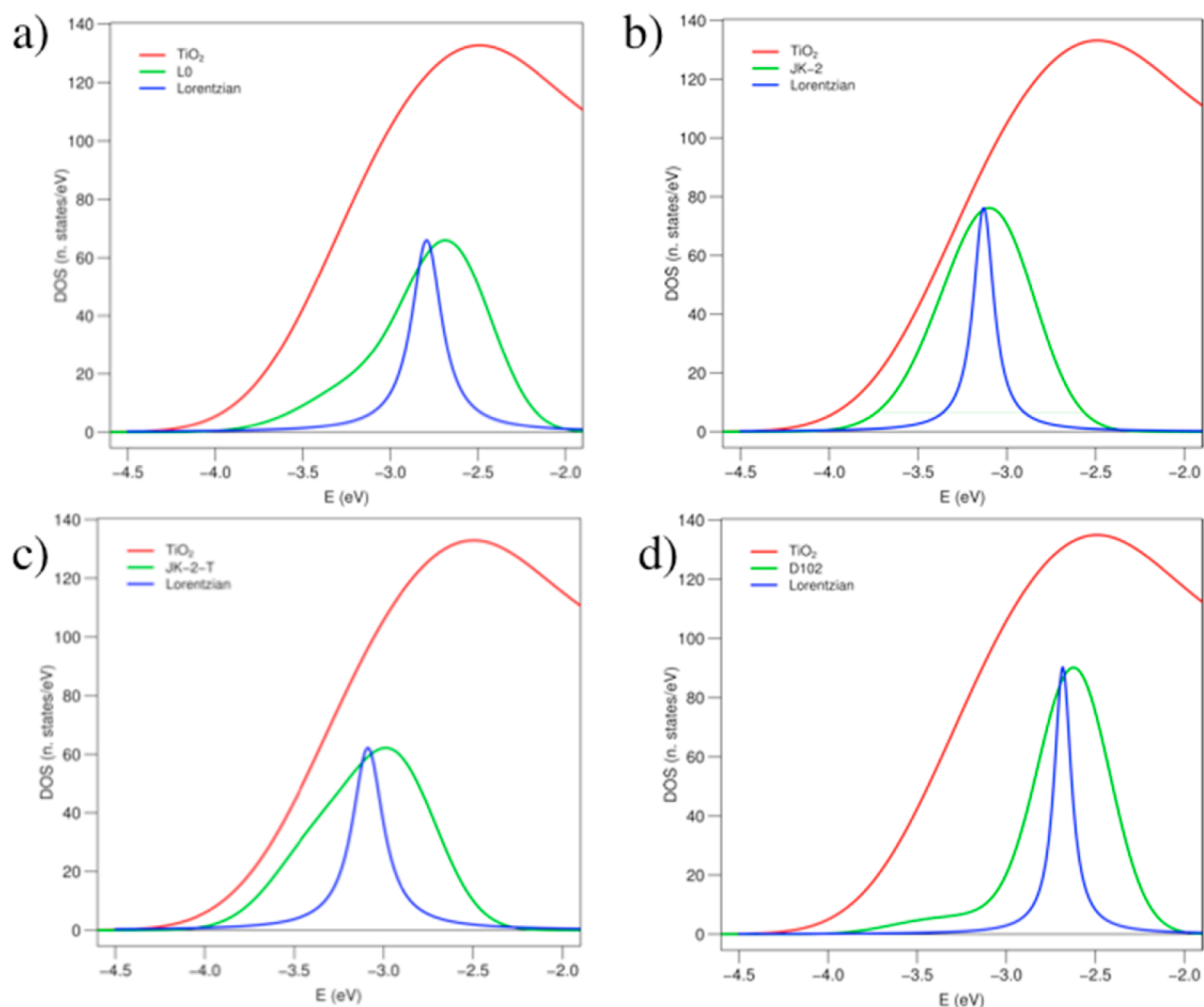 a)
140
120
100
80
60
40
20
0
DOS (n. states/eV)
TiO₂
L0
Lorentzian
−4.5 −4.0 −3.5 −3.0 −2.5 −2.0
E (eV)
b)
140
120
100
80
60
40
20
0
DOS (n. states/eV)
TiO₂
JK−2
Lorentzian
−4.5 −4.0 −3.5 −3.0 −2.5 −2.0
E (eV)
c)
140
120
100
80
60
40
20
0
DOS (n. states/eV)
TiO₂
JK−2−T
Lorentzian
−4.5 −4.0 −3.5 −3.0 −2.5 −2.0
E (eV)
d)
140
120
100
80
60
40
20
0
DOS (n. states/eV)
TiO₂
D102
Lorentzian
−4.5 −4.0 −3.5 −3.0 −2.5 −2.0
E (eV)